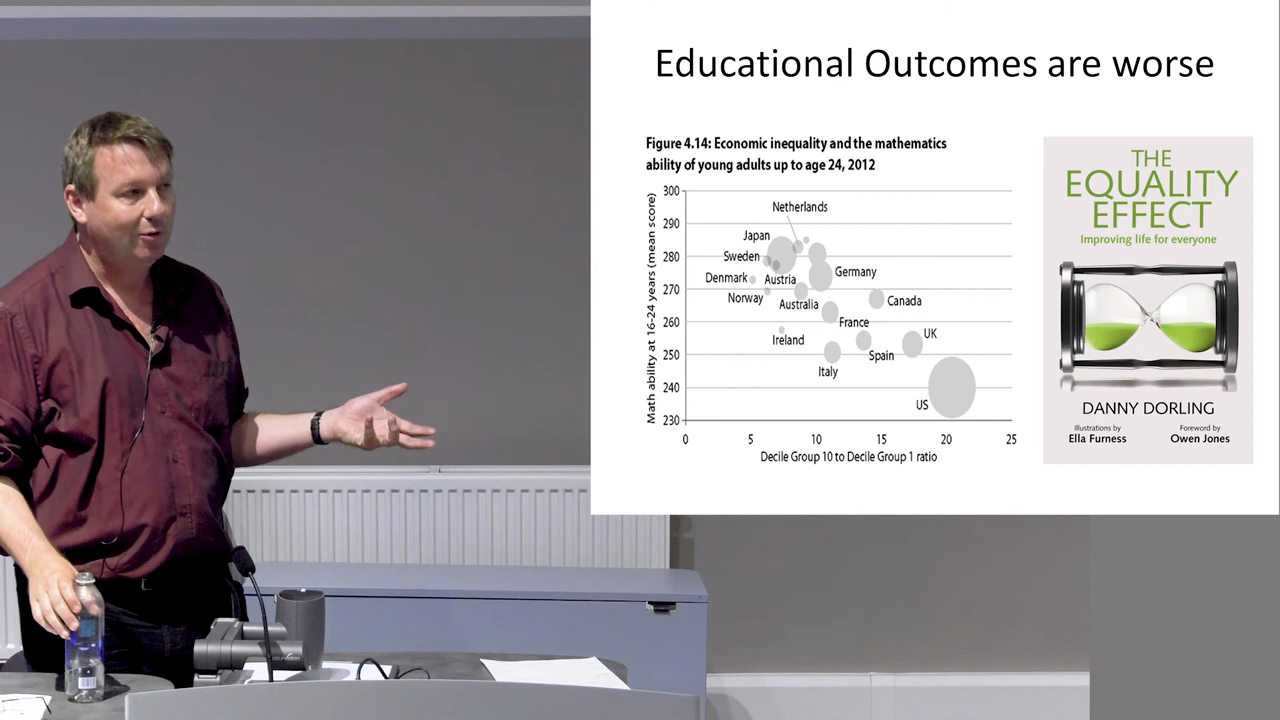 Educational Outcomes are worse
Figure 4.14: Economic inequality and the mathematics
ability of young adults up to age 24, 2012
Math ability at 16-24 years (mean score)
300
290
280
270
260
250
240
230
Netherlands
Japan
Sweden
Denmark
Austria
Germany
Norway
Australia
Canada
France
Ireland
UK
Spain
Italy
US
0 5 10 15 20 25
Decile Group 10 to Decile Group 1 ratio
THE
EQUALITY
EFFECT
Improving life for everyone
DANNY DORLING
Illustrations by
Ella Furness
Foreword by
Owen Jones